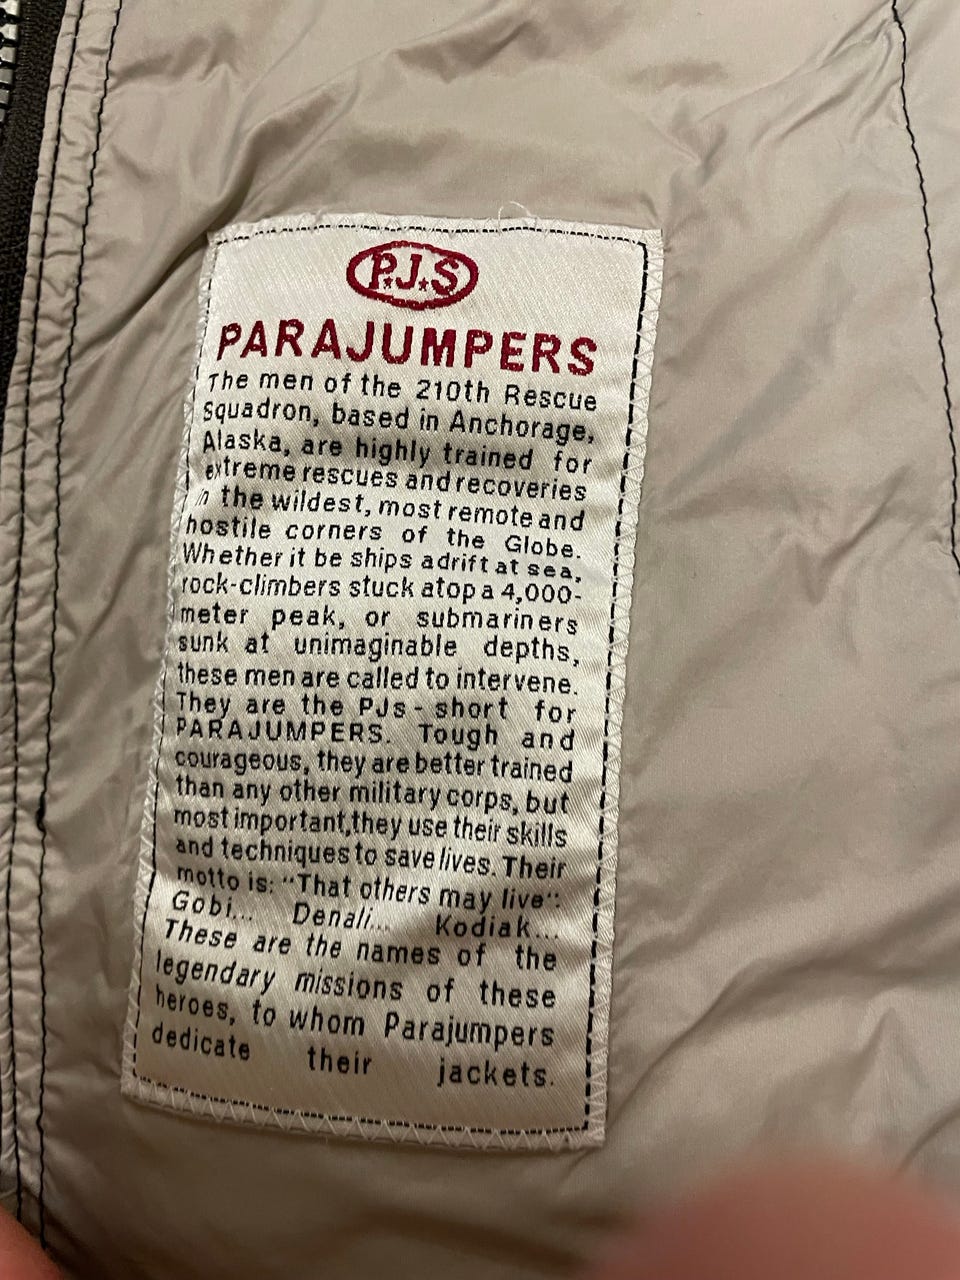 P.J.S
PARAJUMPERS
The men of the 210th Rescue
Squadron, based in Anchorage,
Alaska, are highly trained for
extreme rescues and recoveries
in the wildest, most remote and
hostile corners of the Globe.
Whether it be ships adrift at sea,
rock-climbers stuck atop a 4,000-
meter peak, or submariners
sunk at unimaginable depths,
these men are called to intervene.
They are the PJs - short for
PARAJUMPERS. Tough and
courageous, they are better trained
than any other military corps, but
most important,they use their skills
and techniques to save lives. Their
motto is: "That others may live".
Gobi... Denali... Kodiak...
These are the names of the
legendary missions of these
heroes, to whom Parajumpers
dedicate their jackets.